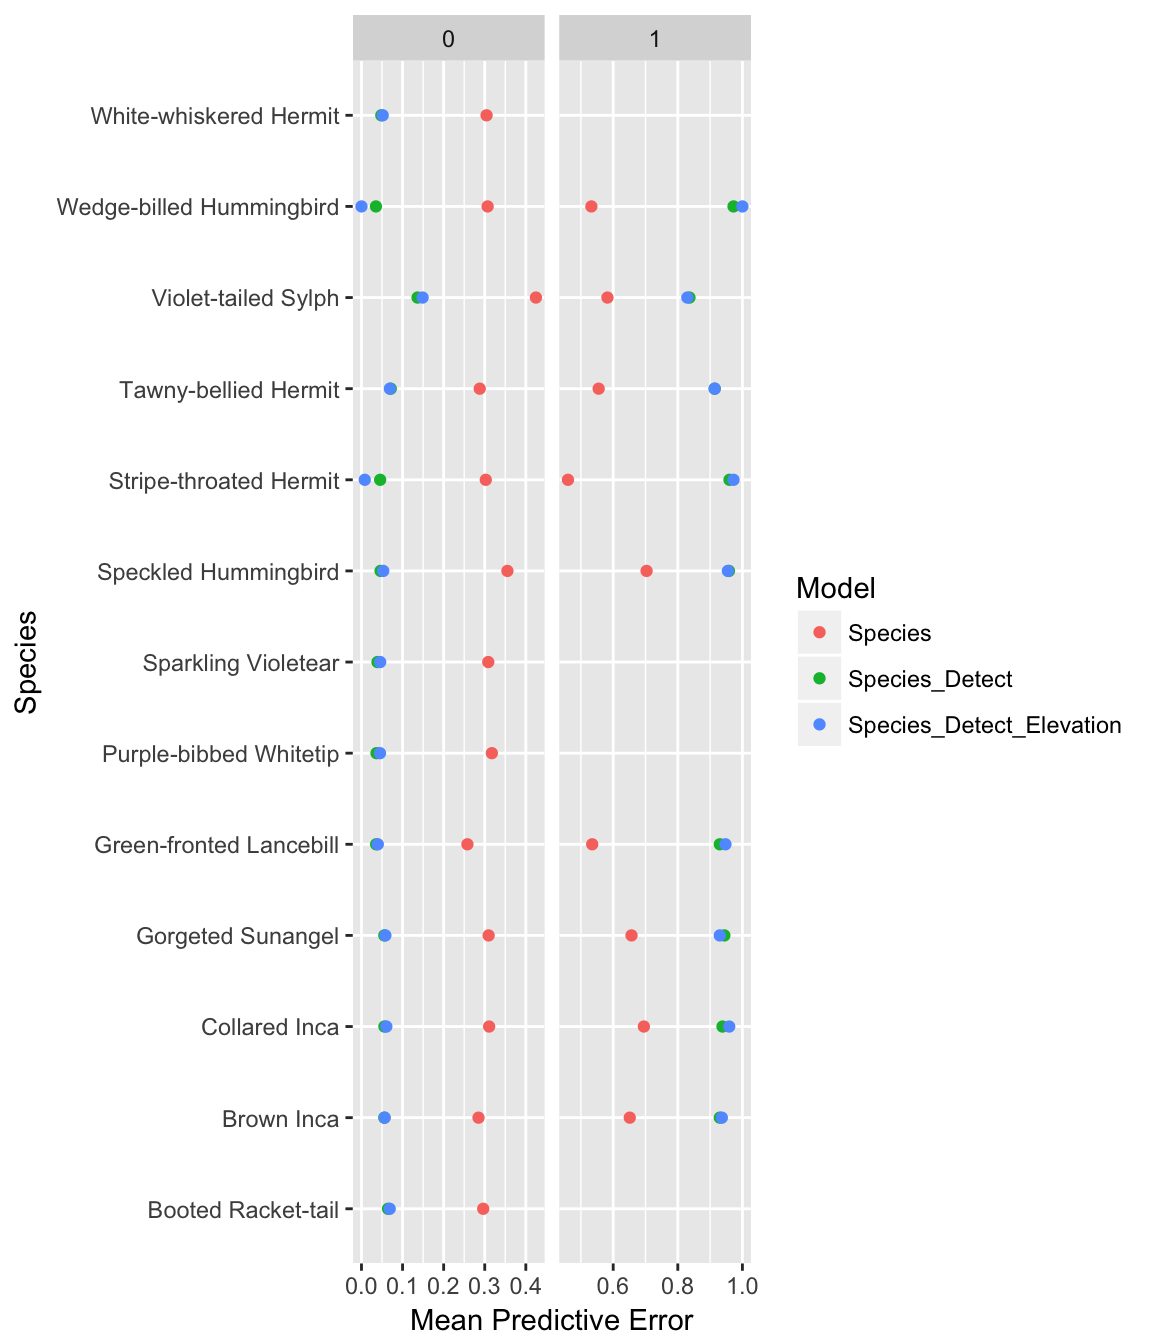 0 1
White-whiskered Hermit
Wedge-billed Hummingbird
Violet-tailed Sylph
Tawny-bellied Hermit
Stripe-throated Hermit
Speckled Hummingbird
Sparkling Violetear
Purple-bibbed Whitetip
Green-fronted Lancebill
Gorgeted Sunangel
Collared Inca
Brown Inca
Booted Racket-tail
Species
0.0 0.1 0.2 0.3 0.4 0.6 0.8 1.0
Mean Predictive Error
Model
Species
Species_Detect
Species_Detect_Elevation